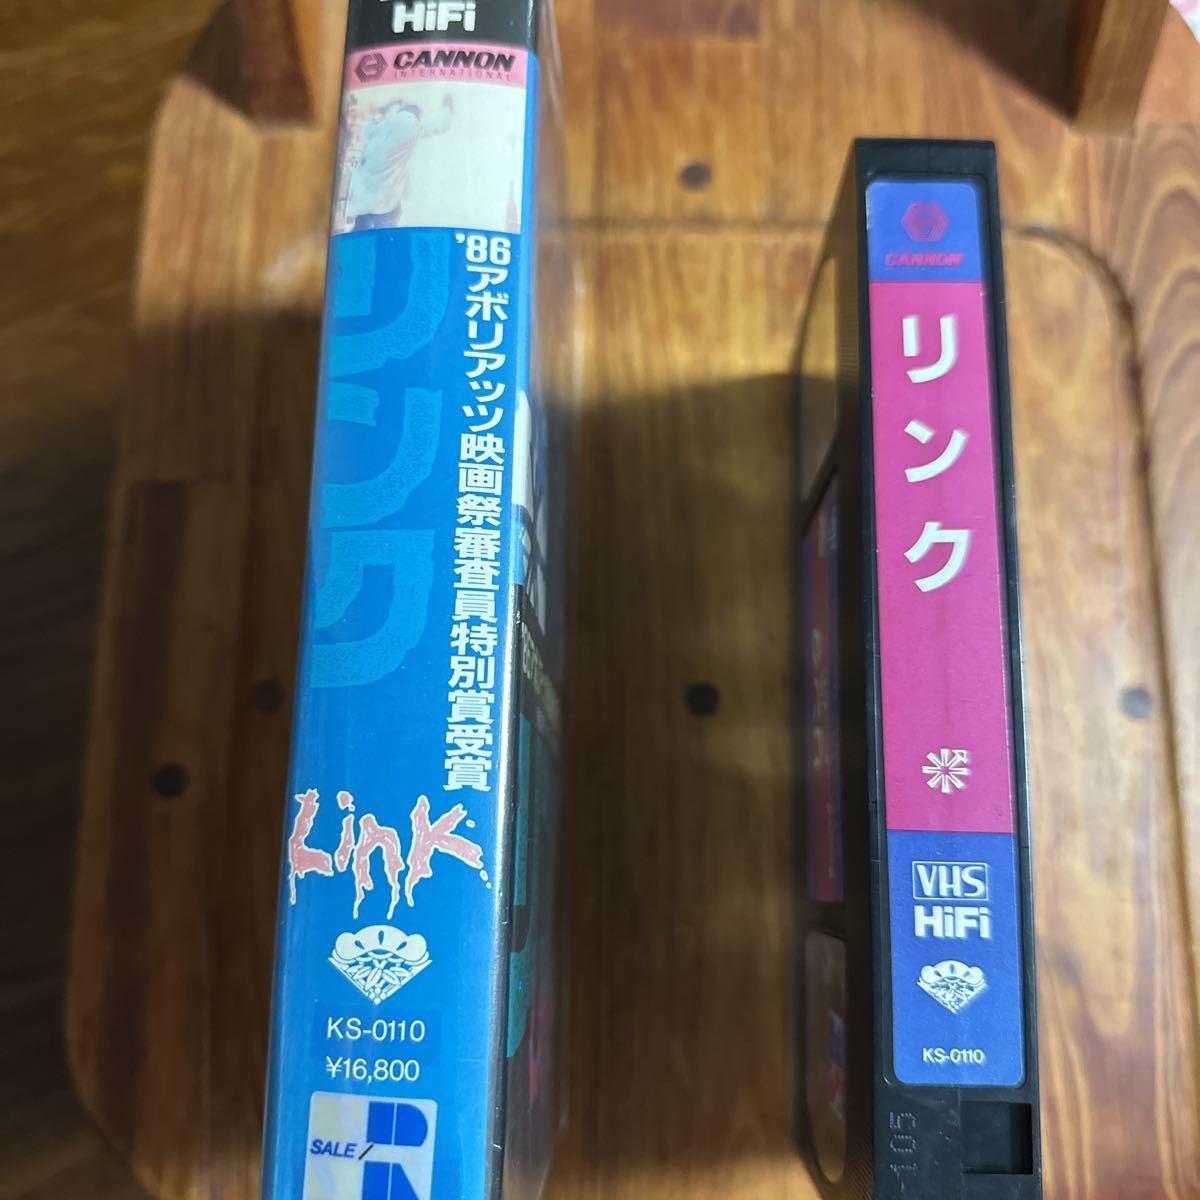 HiFi
CANNON
INTERNATIONAL
'86アボリアッツ映画祭審査員特別賞受賞
リンク
Link
KS-0110
¥16,800
SALE/
CANNON
リンク
VHS
HiFi
KS-0110
105